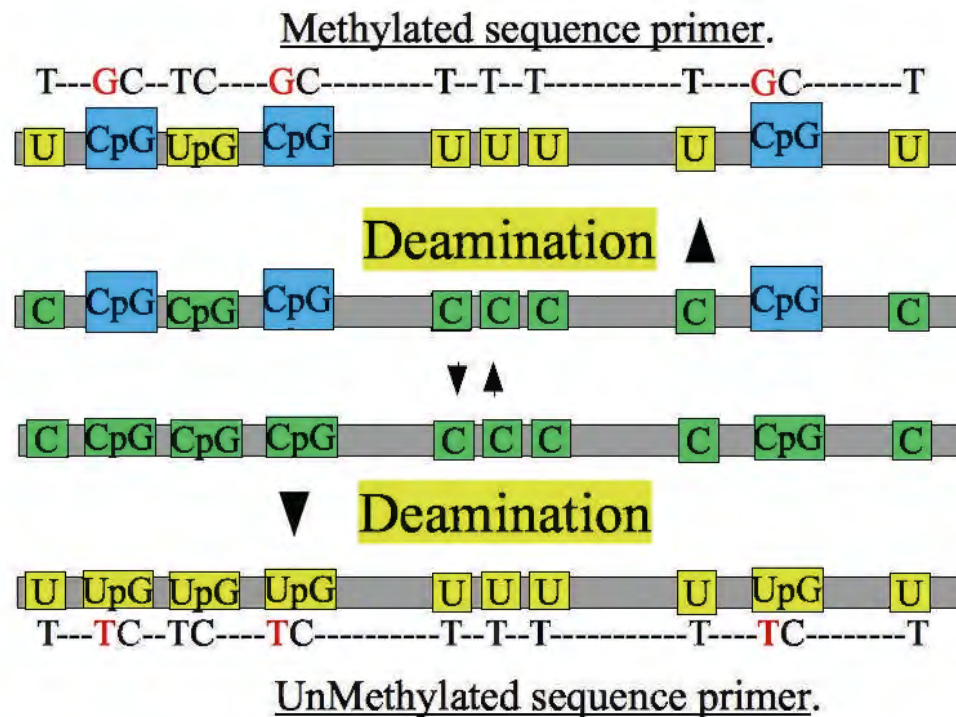 Methylated sequence primer.
T----GC--TC----GC-----------T--T--T------------T----GC--------T
U CpG UpG CpG U U U U CpG U
Deamination
C CpG CpG CpG C C C C CpG C
C CpG CpG CpG C C C C CpG C
Deamination
U UpG UpG UpG U U U U UpG U
T----TC--TC----TC-----------T--T--T------------T----TC--------T
UnMethylated sequence primer.